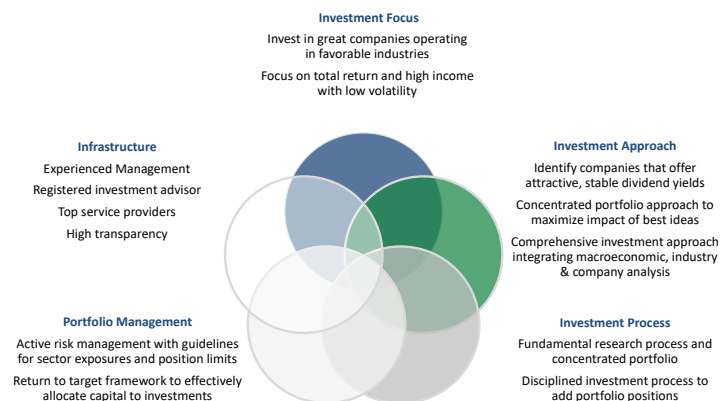 Investment Focus
Invest in great companies operating
in favorable industries
Focus on total return and high income
with low volatility
Infrastructure
Experienced Management
Registered investment advisor
Top service providers
High transparency
Investment Approach
Identify companies that offer
attractive, stable dividend yields
Concentrated portfolio approach to
maximize impact of best ideas
Comprehensive investment approach
integrating macroeconomic, industry
& company analysis
Portfolio Management
Active risk management with guidelines
for sector exposures and position limits
Return to target framework to effectively
allocate capital to investments
Investment Process
Fundamental research process and
concentrated portfolio
Disciplined investment process to
add portfolio positions